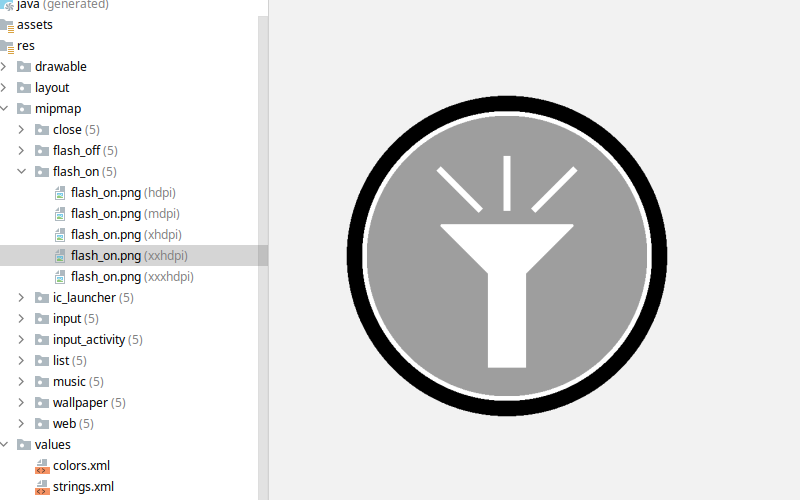 java (generated)
assets
res
drawable
layout
mipmap
close (5)
flash_off (5)
flash_on (5)
flash_on.png (hdpi)
flash_on.png (mdpi)
flash_on.png (xhdpi)
flash_on.png (xxhdpi)
flash_on.png (xxxhdpi)
ic_launcher (5)
input (5)
input_activity (5)
list (5)
music (5)
wallpaper (5)
web (5)
values
colors.xml
strings.xml